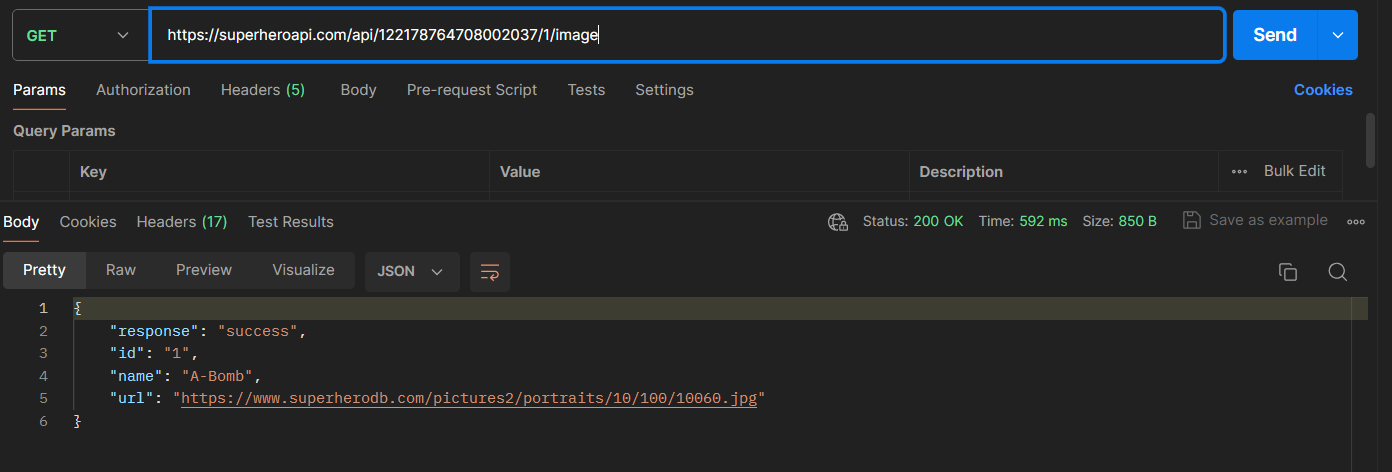 GET https://superheroapi.com/api/122178764708002037/1/image Send
Params Authorization Headers (5) Body Pre-request Script Tests Settings Cookies
Query Params
Key Value Description Bulk Edit
Body Cookies Headers (17) Test Results Status: 200 OK Time: 592 ms Size: 850 B Save as example
Pretty Raw Preview Visualize JSON
1 {
2 "response": "success",
3 "id": "1",
4 "name": "A-Bomb",
5 "url": "https://www.superherodb.com/pictures2/portraits/10/100/10060.jpg"
6 }